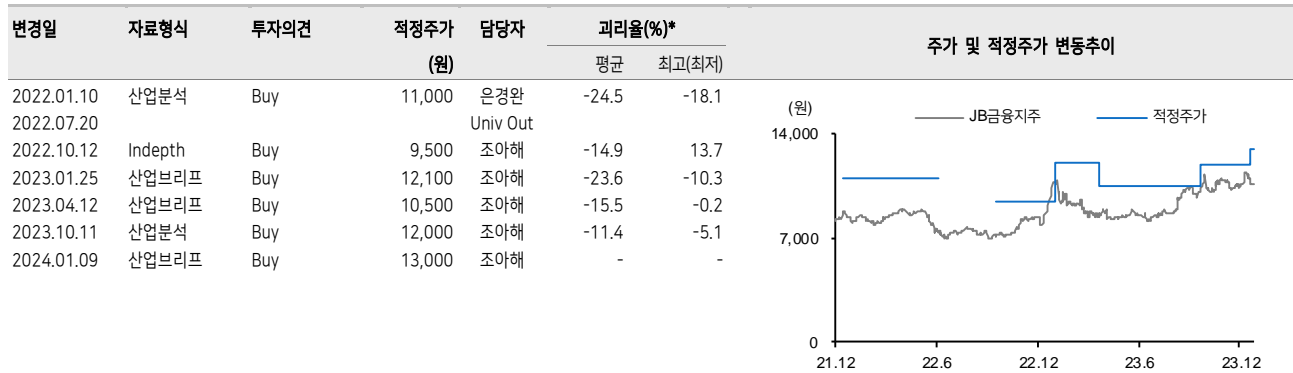 변경일 자료형식 투자의견 적정주가 담당자 괴리율(%)* 주가 및 적정주가 변동추이
(원) 평균 최고(최저)
2022.01.10 산업분석 Buy 11,000 은경완 -24.5 -18.1
2022.07.20 Univ Out
2022.10.12 Indepth Buy 9,500 조아해 -14.9 13.7
2023.01.25 산업브리프 Buy 12,100 조아해 -23.6 -10.3
2023.04.12 산업브리프 Buy 10,500 조아해 -15.5 -0.2
2023.10.11 산업분석 Buy 12,000 조아해 -11.4 -5.1
2024.01.09 산업브리프 Buy 13,000 조아해 - -
(원)
JB금융지주 적정주가
14,000
7,000
0
21.12 22.6 22.12 23.6 23.12